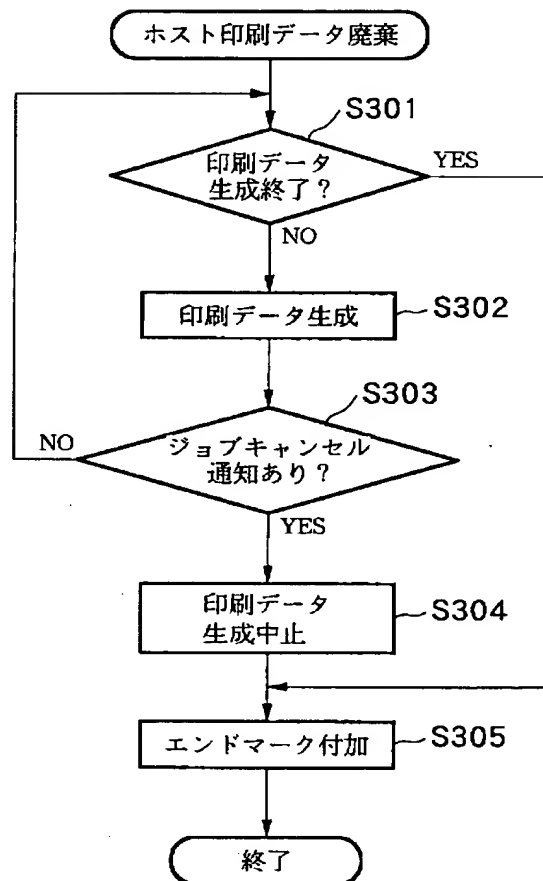 ホスト印刷データ廃棄
S301
印刷データ
生成終了？
YES
NO
印刷データ生成
S302
S303
ジョブキャンセル
通知あり？
NO
YES
印刷データ
生成中止
S304
エンドマーク付加
S305
終了